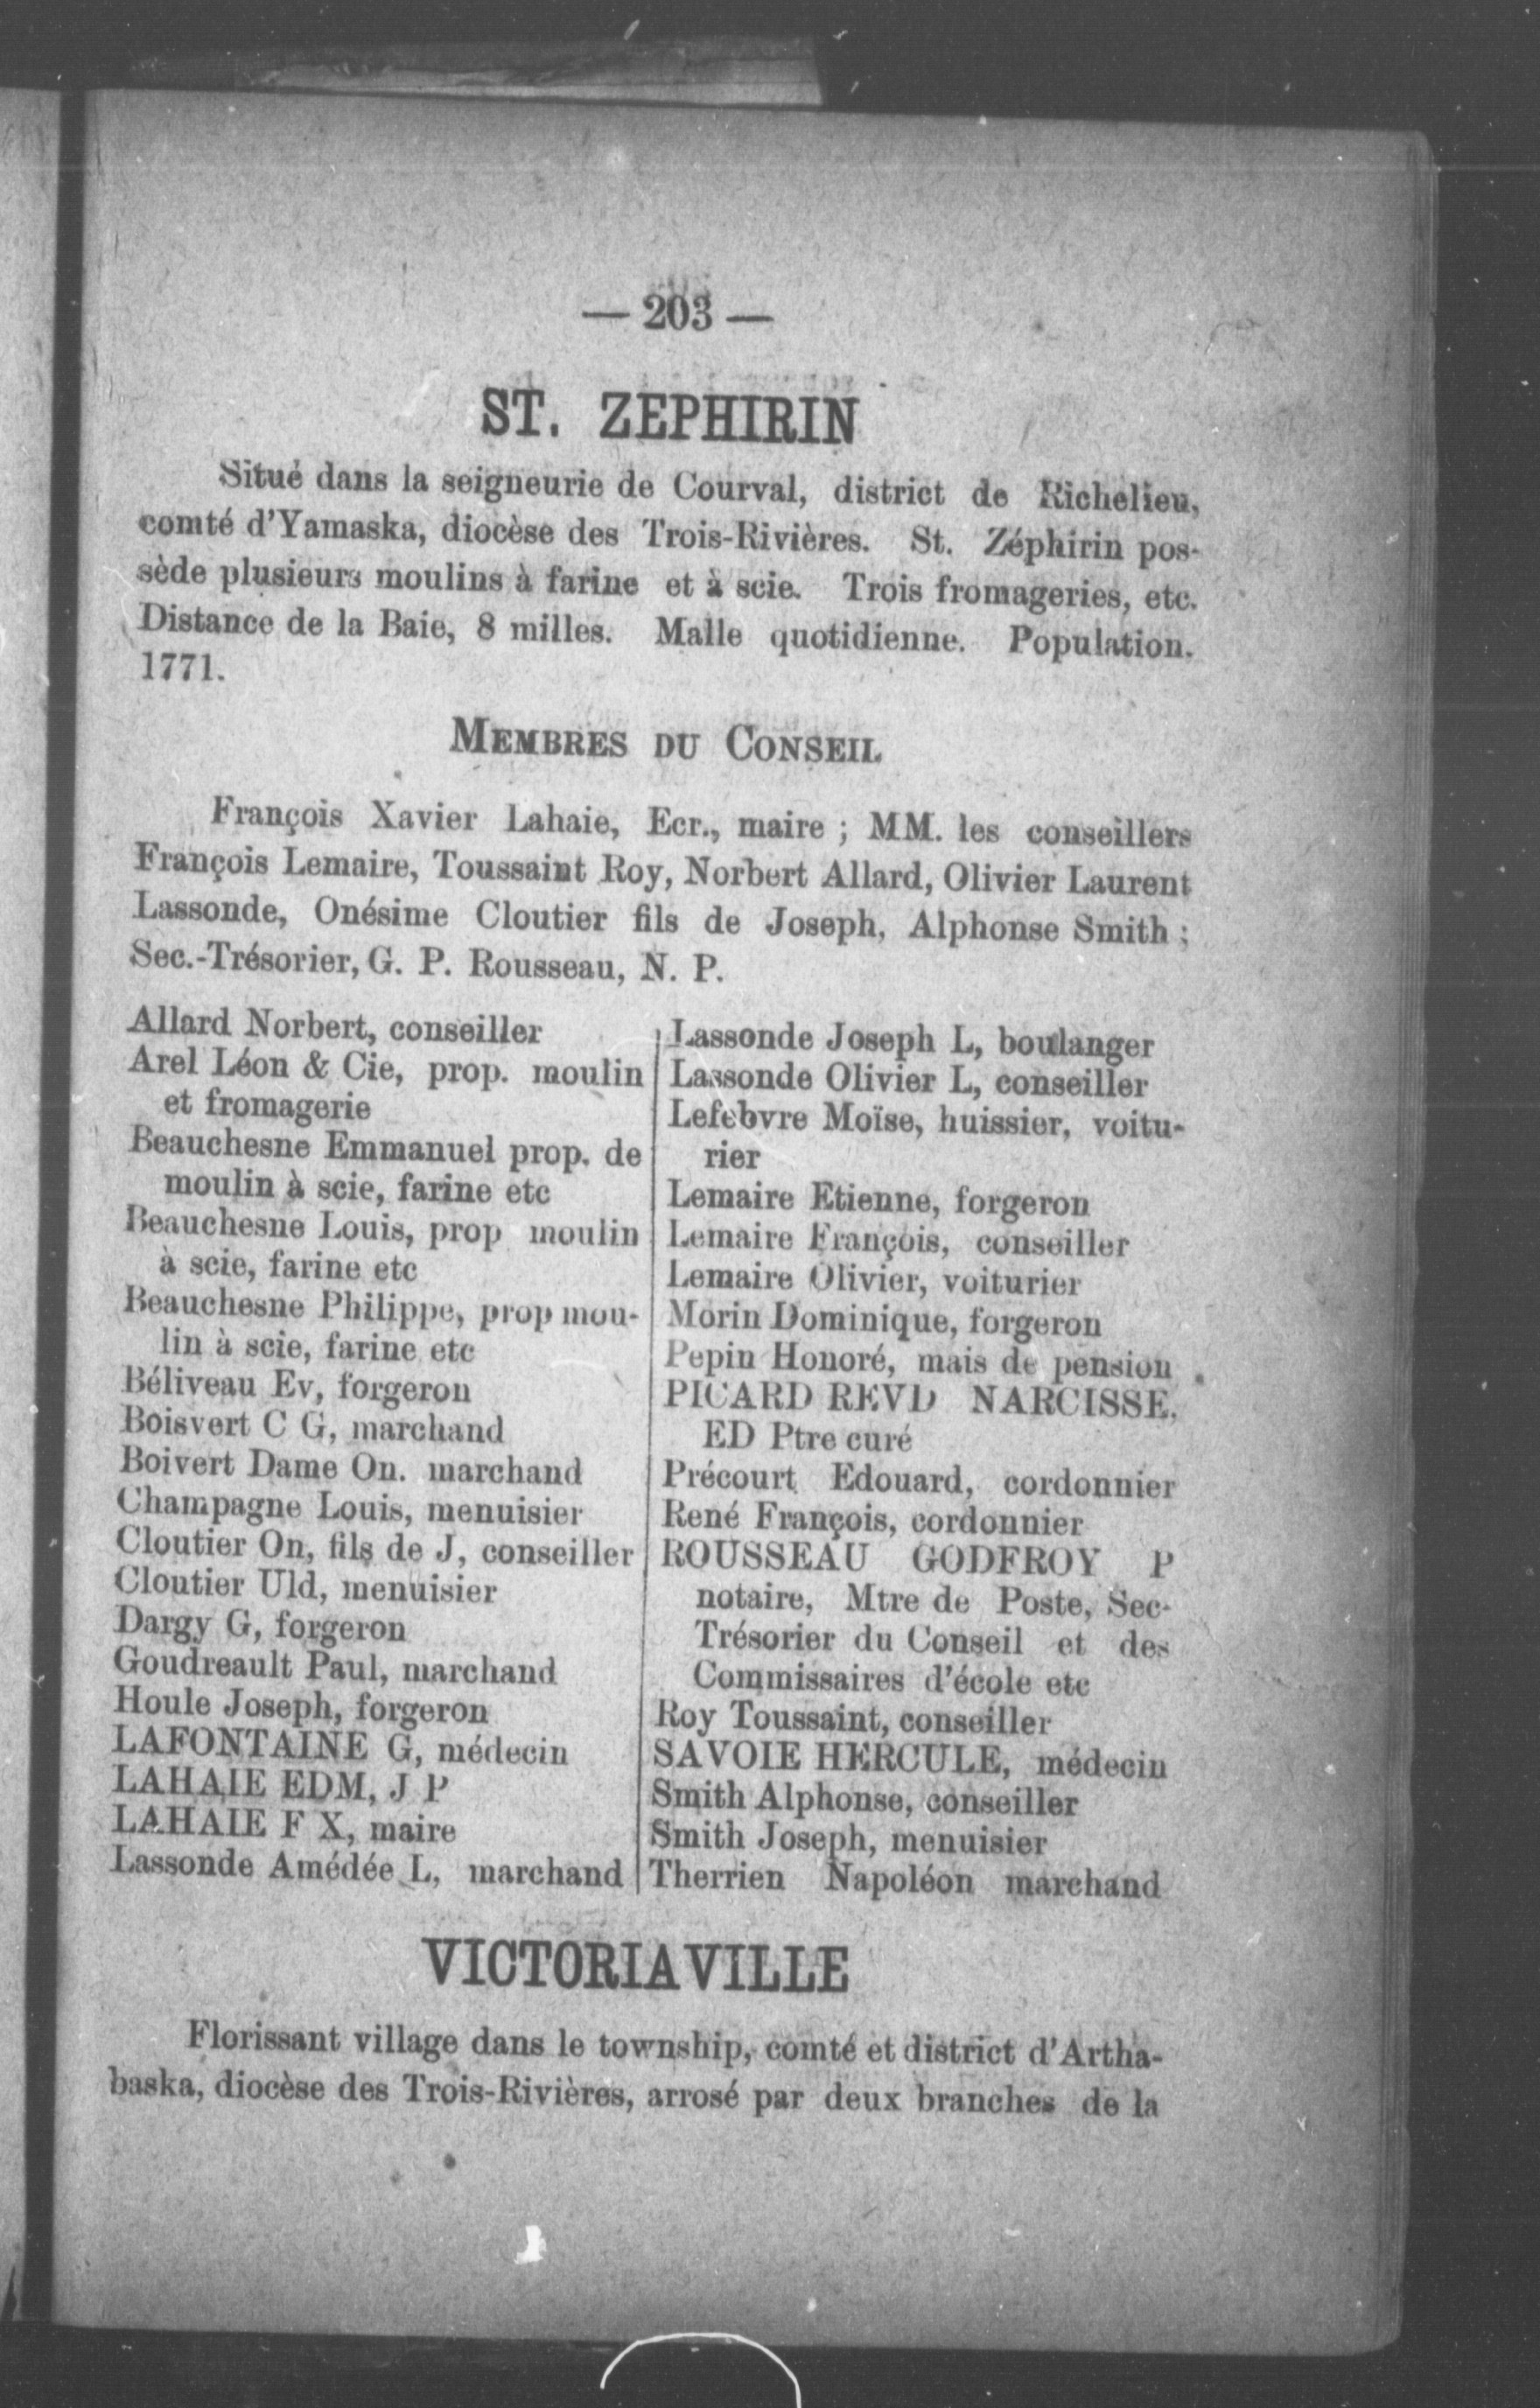 — 203 —
ST. ZEPHIRIN
Situé dans la seigneurie de Courval, district de Richelieu,
comté d'Yamaska, diocèse des Trois-Rivières. St. Zéphirin pos-
sède plusieurs moulins à farine et à scie. Trois fromageries, etc.
Distance de la Baie, 8 milles. Malle quotidienne. Population.
1771.
MEMBRES DU CONSEIL
François Xavier Lahaie, Ecr., maire ; MM. les conseillers
François Lemaire, Toussaint Roy, Norbert Allard, Olivier Laurent
Lassonde, Onésime Cloutier fils de Joseph, Alphonse Smith ;
Sec.-Trésorier, G. P. Rousseau, N. P.
Allard Norbert, conseiller
Arel Léon & Cie, prop. moulin
et fromagerie
Beauchesne Emmanuel prop. de
moulin à scie, farine etc
Beauchesne Louis, prop moulin
à scie, farine etc
Beauchesne Philippe, prop mou-
lin à scie, farine etc
Béliveau Ev, forgeron
Boisvert C G, marchand
Boivert Dame On. marchand
Champagne Louis, menuisier
Cloutier On, fils de J, conseiller
Cloutier Uld, menuisier
Dargy G, forgeron
Goudreault Paul, marchand
Houle Joseph, forgeron
LAFONTAINE G, médecin
LAHAIE EDM, J P
LAHAIE F X, maire
Lassonde Amédée L, marchand
Lassonde Joseph L, boulanger
Lassonde Olivier L, conseiller
Lefebvre Moïse, huissier, voitu-
rier
Lemaire Etienne, forgeron
Lemaire François, conseiller
Lemaire Olivier, voiturier
Morin Dominique, forgeron
Pepin Honoré, mais de pension
PICARD REVD NARCISSE,
ED Ptre curé
Précourt Edouard, cordonnier
René François, cordonnier
ROUSSEAU GODFROY P
notaire, Mtre de Poste, Sec-
Trésorier du Conseil et des
Commissaires d'école etc
Roy Toussaint, conseiller
SAVOIE HERCULE, médecin
Smith Alphonse, conseiller
Smith Joseph, menuisier
Therrien Napoléon marchand
VICTORIAVILLE
Florissant village dans le township, comté et district d'Artha-
baska, diocèse des Trois-Rivières, arrosé par deux branches de la